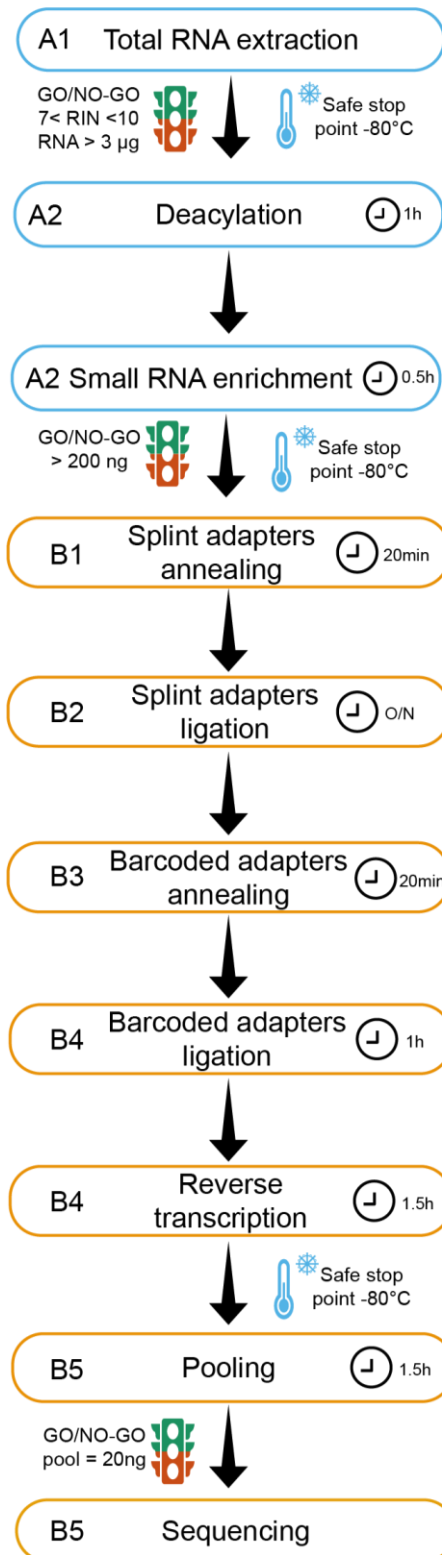 A1 Total RNA extraction
GO/NO-GO
7< RIN <10
RNA > 3 µg
Safe stop
point -80°C
A2 Deacylation 1h
A2 Small RNA enrichment 0.5h
GO/NO-GO
> 200 ng
Safe stop
point -80°C
B1 Splint adapters
annealing 20min
B2 Splint adapters
ligation O/N
B3 Barcoded adapters
annealing 20min
B4 Barcoded adapters
ligation 1h
B4 Reverse
transcription 1.5h
Safe stop
point -80°C
B5 Pooling 1.5h
GO/NO-GO
pool = 20ng
B5 Sequencing